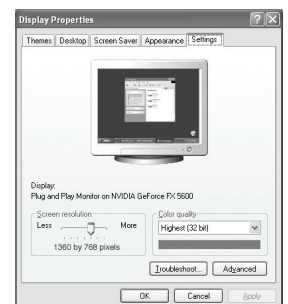 Display Properties
Themes Desktop Screen Saver Appearance Settings
Display:
Plug and Play Monitor on NVIDIA GeForce FX 5600
Screen resolution
Less More
1360 by 768 pixels
Color quality
Highest (32 bit)
Troubleshoot... Advanced
OK Cancel Apply